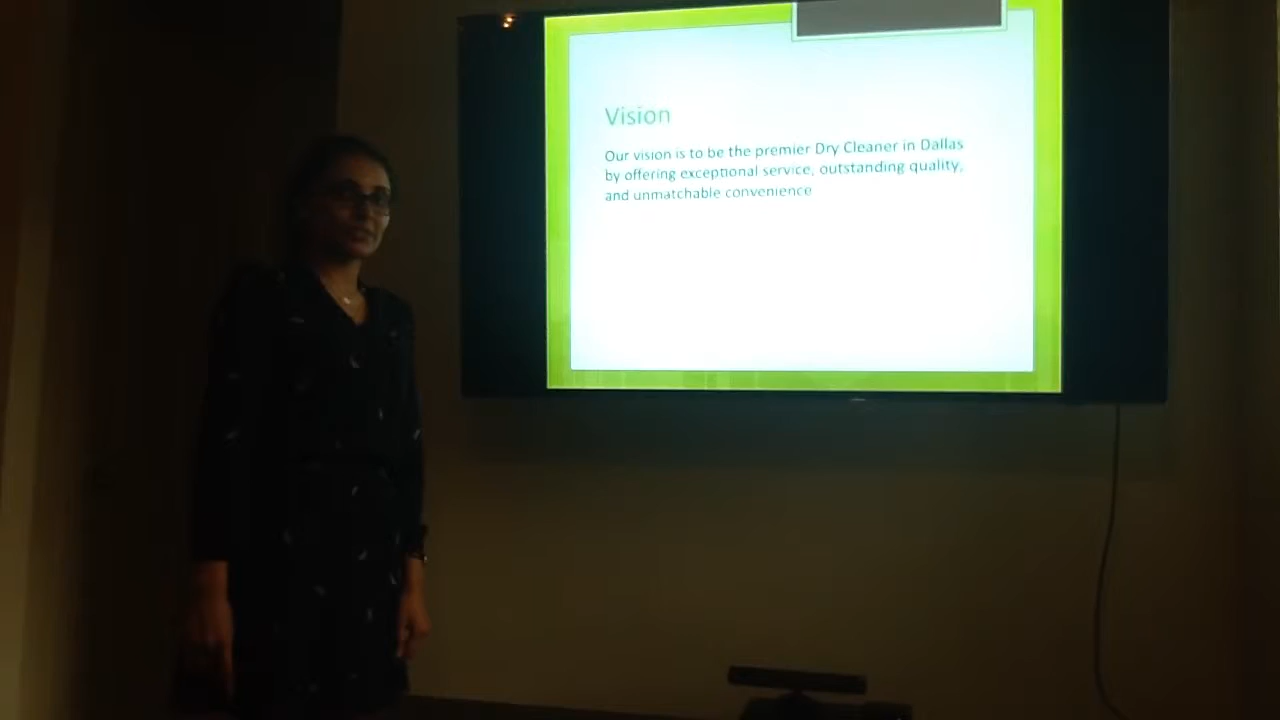 Vision
Our vision is to be the premier Dry Cleaner in Dallas
by offering exceptional service, outstanding quality,
and unmatchable convenience